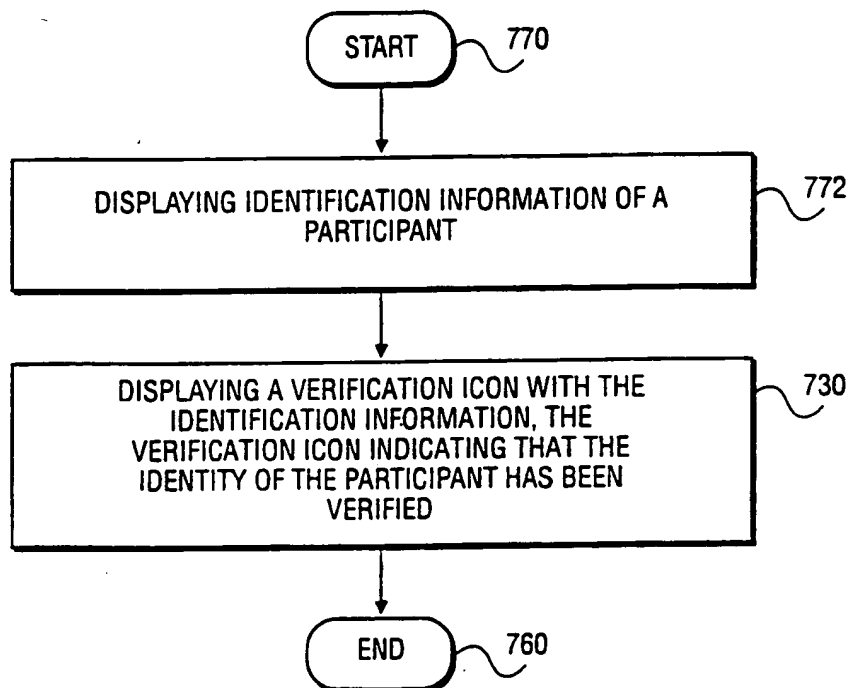 START
770
DISPLAYING IDENTIFICATION INFORMATION OF A
PARTICIPANT
772
DISPLAYING A VERIFICATION ICON WITH THE
IDENTIFICATION INFORMATION, THE
VERIFICATION ICON INDICATING THAT THE
IDENTITY OF THE PARTICIPANT HAS BEEN
VERIFIED
730
END
760